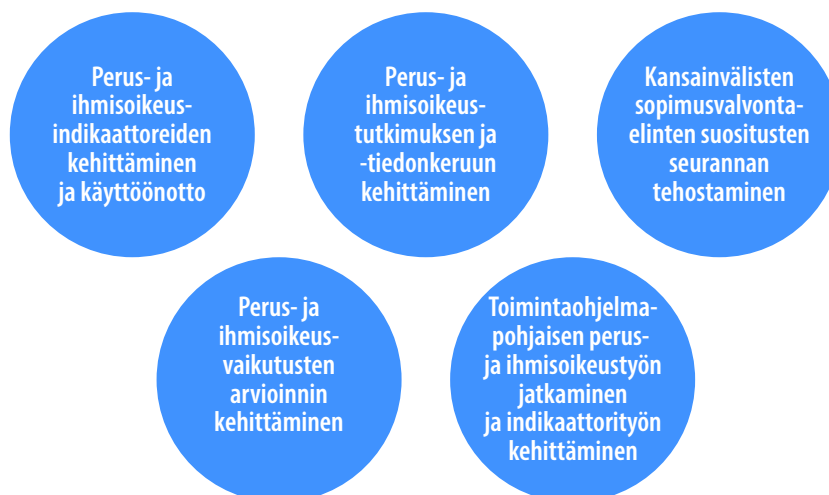 Perus- ja
ihmisoikeus-
indikaattoreiden
kehittäminen
ja käyttöönotto
Perus- ja
ihmisoikeus-
tutkimuksen ja
-tiedonkeruun
kehittäminen
Kansainvälisten
sopimusvalvonta-
elinten suositusten
seurannan
tehostaminen
Perus- ja
ihmisoikeus-
vaikutusten
arvioinnin
kehittäminen
Toimintaohjelma-
pohjaisen perus-
ja ihmisoikeustyön
jatkaminen
ja indikaattorityön
kehittäminen